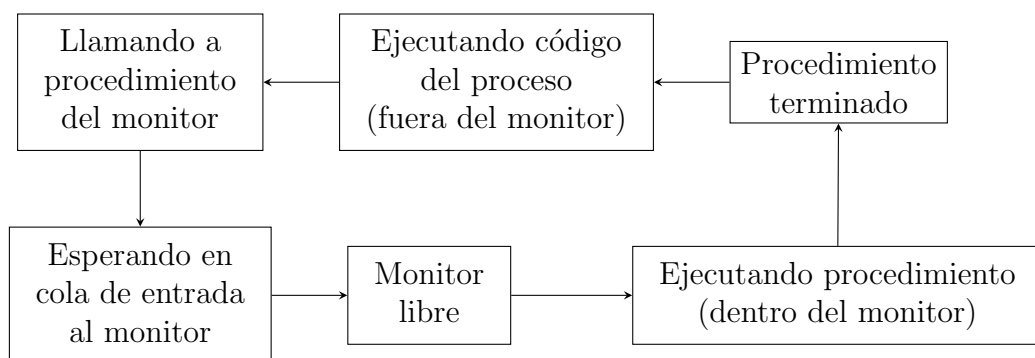 Llamando a
procedimiento
del monitor
Ejecutando código
del proceso
(fuera del monitor)
Procedimiento
terminado
Esperando en
cola de entrada
al monitor
Monitor
libre
Ejecutando procedimiento
(dentro del monitor)